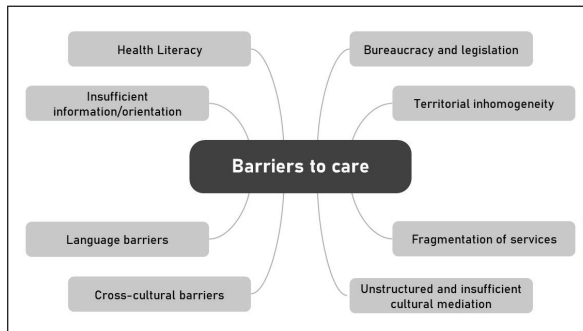 Health Literacy
Bureaucracy and legislation
Insufficient
information/orientation
Territorial inhomogeneity
Barriers to care
Language barriers
Fragmentation of services
Cross-cultural barriers
Unstructured and insufficient
cultural mediation